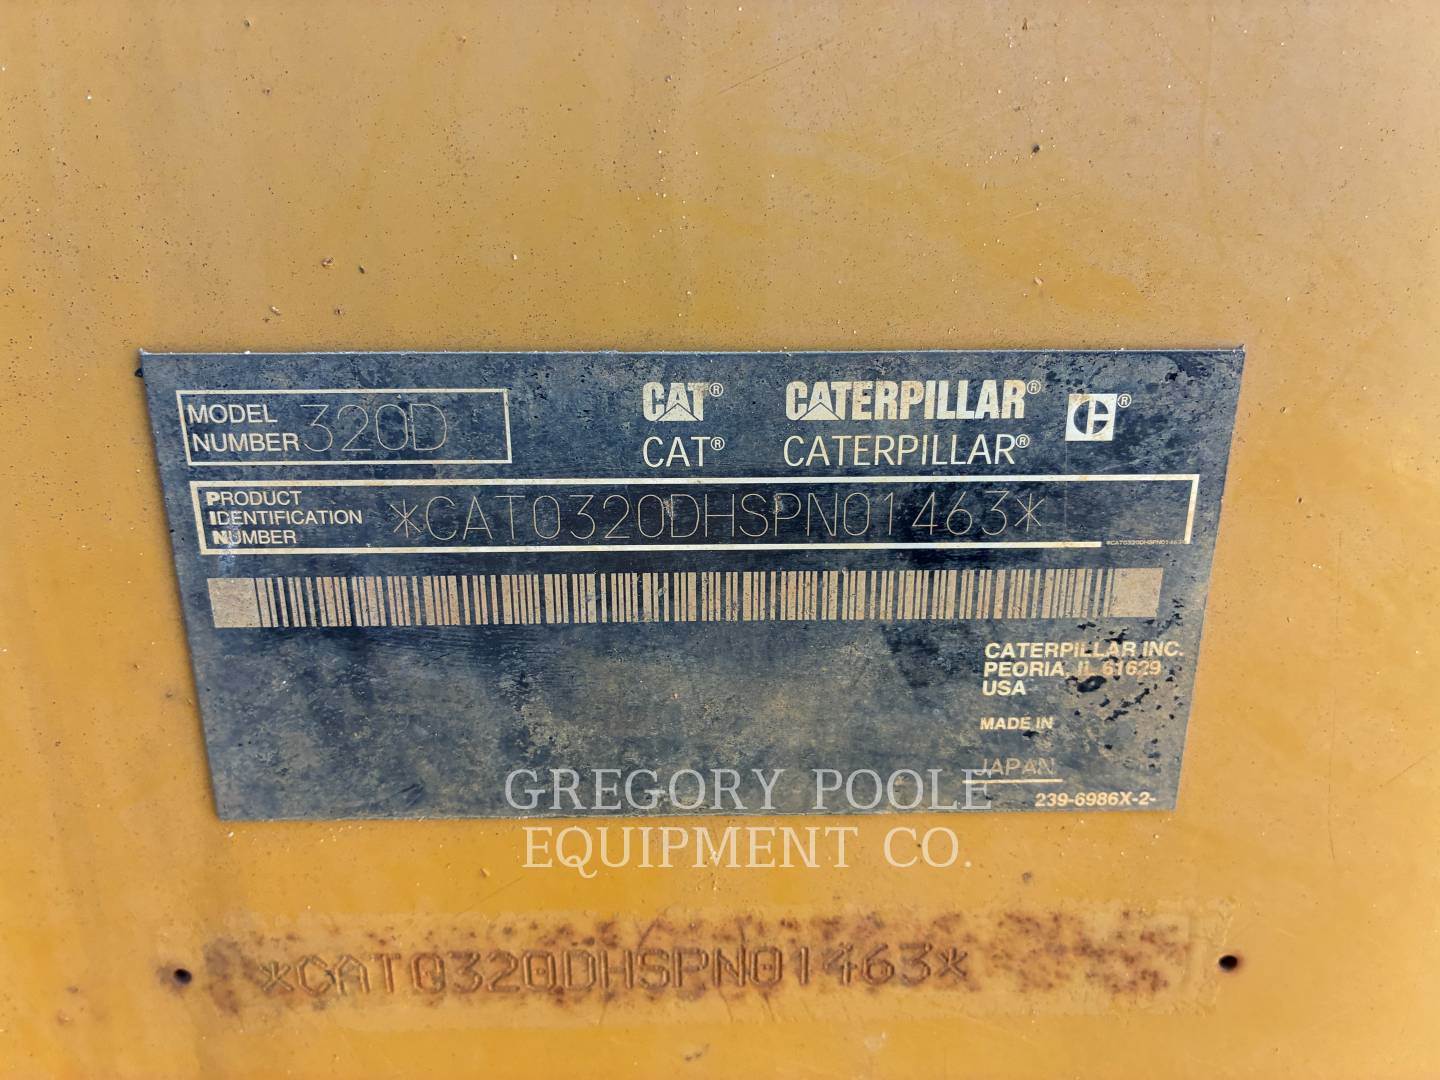 MODEL
NUMBER 320D
CAT® CATERPILLAR® ®
CAT® CATERPILLAR®
PRODUCT
IDENTIFICATION
NUMBER
*CAT0320DHSPN01463*
*CAT0320DHSPN01463*
CATERPILLAR INC.
PEORIA, IL 61629
USA
MADE IN
JAPAN
239-6986X-2-
GREGORY POOLE
EQUIPMENT CO.
*CAT0320DHSPN01463*